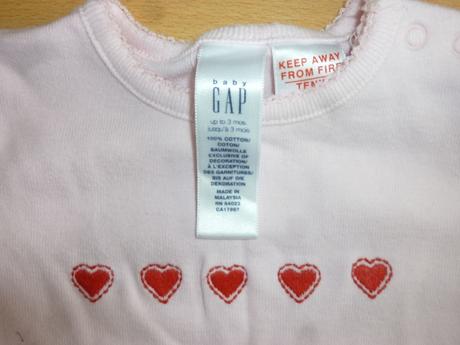 baby
GAP
up to 3 mos.
jusqu'à 3 mois
100% COTTON/
COTON/
BAUMWOLLE
EXCLUSIVE OF
DECORATION/
À L'EXCEPTION
DES GARNITURES/
BIS AUF DIE
DEKORATION
MADE IN
MALAYSIA
RN 54023
CA17897
KEEP AWAY
FROM FIRE